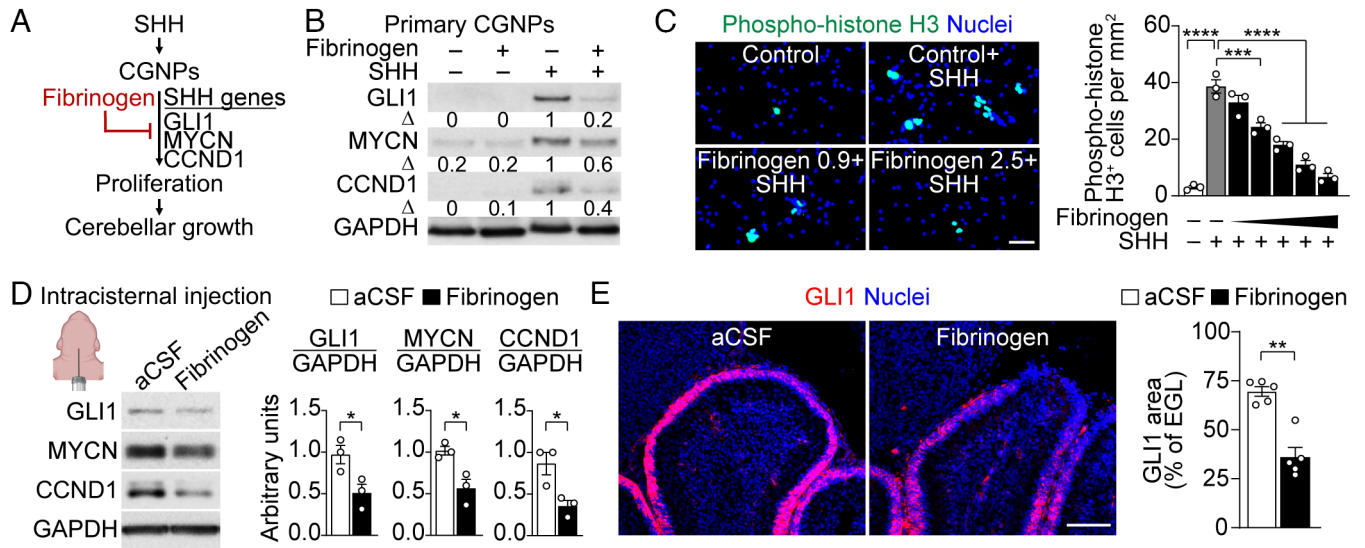 A
SHH
CGNPs
Fibrinogen
SHH genes
GLI1
MYCN
CCND1
Proliferation
Cerebellar growth
B
Primary CGNPs
Fibrinogen – + – +
SHH – – + +
GLI1
Δ 0 0 1 0.2
MYCN
Δ 0.2 0.2 1 0.6
CCND1
Δ 0 0.1 1 0.4
GAPDH
C
Phospho-histone H3 Nuclei
Control
Control+
SHH
Fibrinogen 0.9+
SHH
Fibrinogen 2.5+
SHH
Phospho-histone
H3+ cells per mm2
60
40
20
0
**** ****
***
Fibrinogen – –
SHH – + + + + + +
D
Intracisternal injection
aCSF
Fibrinogen
GLI1
MYCN
CCND1
GAPDH
aCSF Fibrinogen
GLI1
GAPDH
MYCN
GAPDH
CCND1
GAPDH
Arbitrary units
1.5
1.0
0.5
0.0
*
1.5
1.0
0.5
0.0
*
1.5
1.0
0.5
0.0
*
E
GLI1 Nuclei
aCSF
Fibrinogen
aCSF Fibrinogen
GLI1 area
(% of EGL)
100
75
50
25
0
**